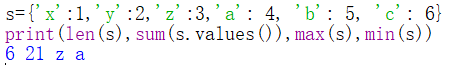 s={'x':1,'y':2,'z':3,'a': 4, 'b': 5, 'c': 6}
print(len(s),sum(s.values()),max(s),min(s))
6 21 z a